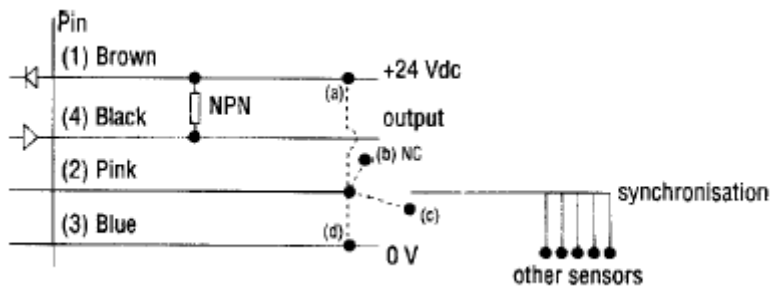 Pin
(1) Brown
+24 Vdc
(a)
(4) Black
NPN
output
(b) NC
(2) Pink
synchronisation
(c)
(3) Blue
(d)
0 V
other sensors